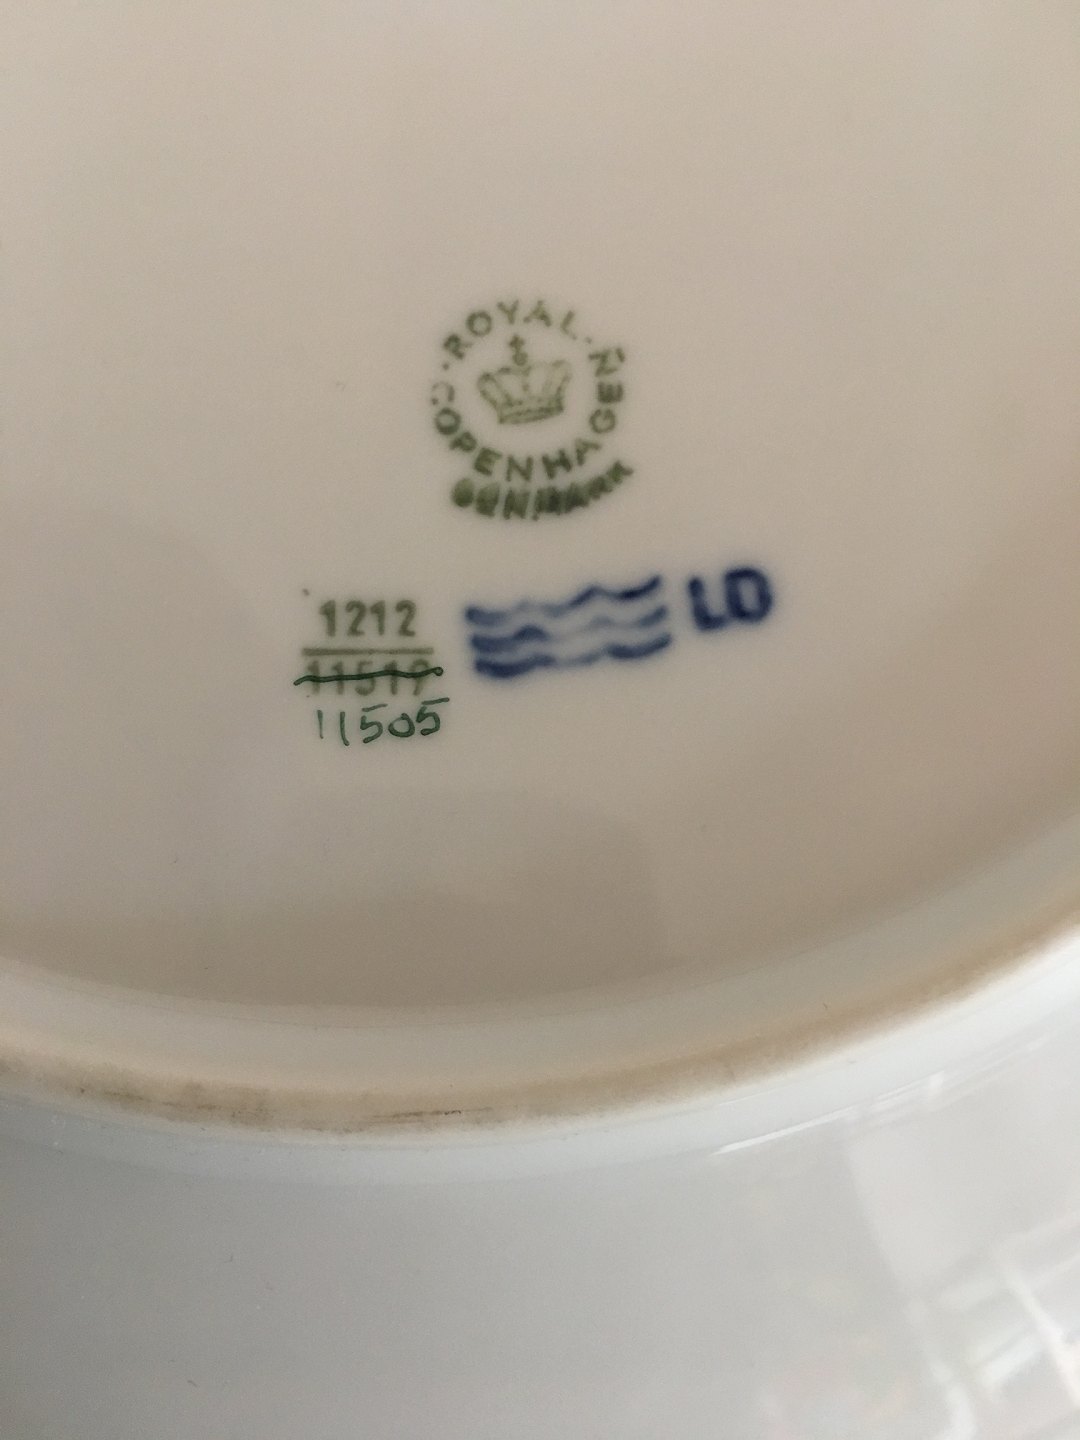 ROYAL
COPENHAGEN
DENMARK
1212
11519
11505
LD